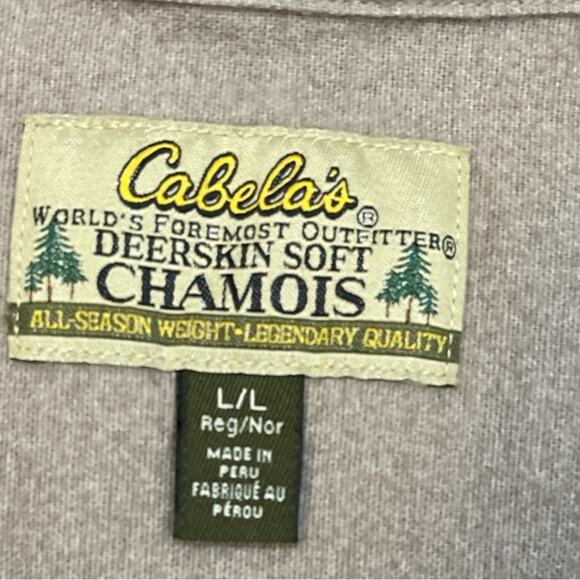 Cabela's®
WORLD'S FOREMOST OUTFITTER®
DEERSKIN SOFT
CHAMOIS
ALL-SEASON WEIGHT-LEGENDARY QUALITY!
L/L
Reg/Nor
MADE IN
PERU
FABRIQUÉ AU
PÉROU